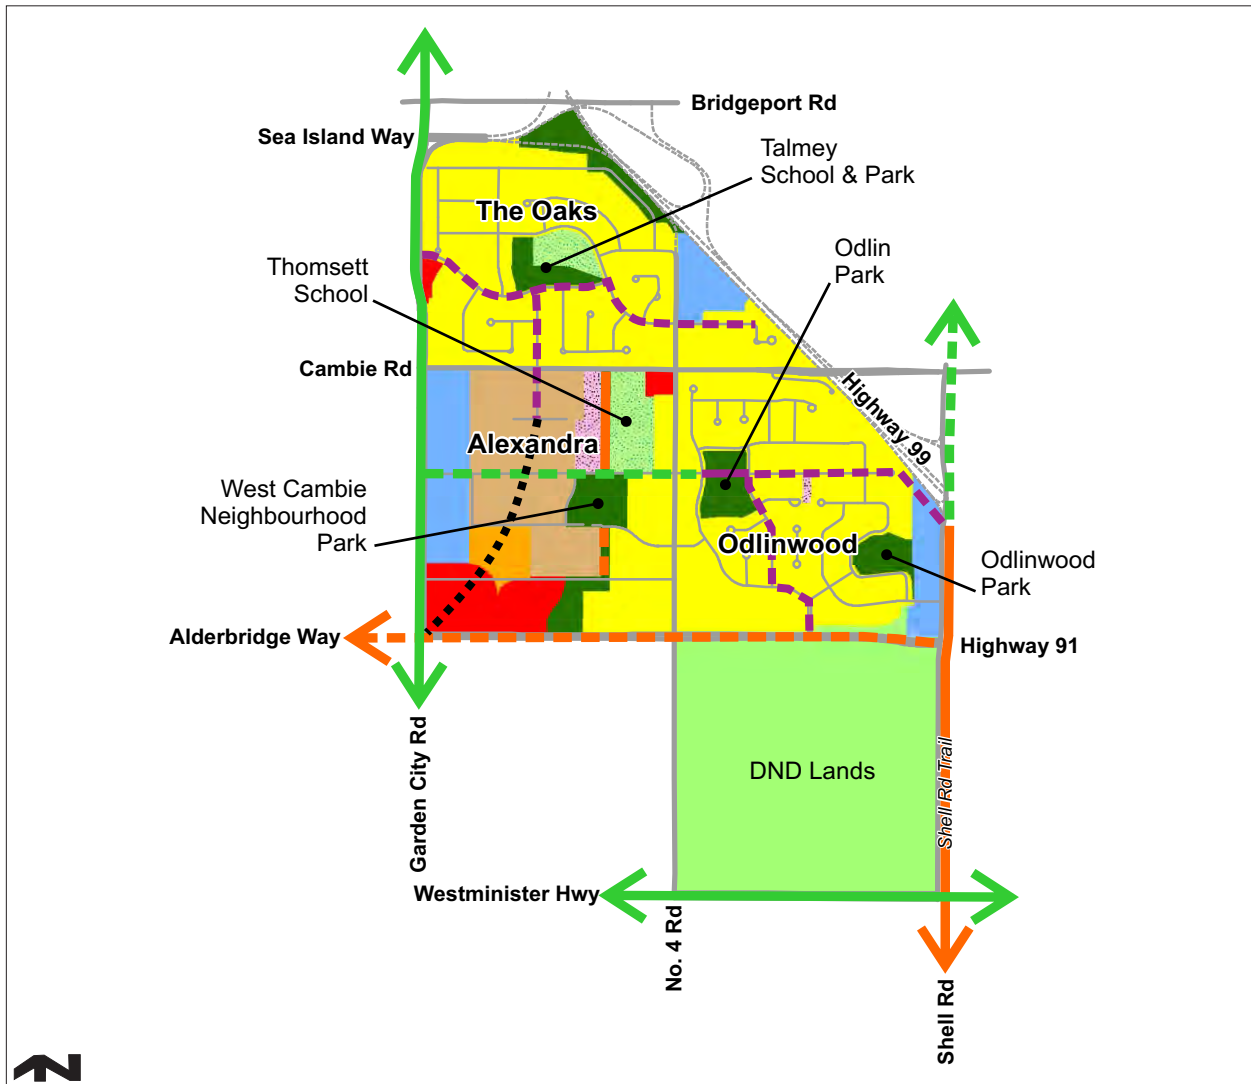 Bridgeport Rd
Sea Island Way
Talmey
School & Park
The Oaks
Odlin
Park
Thomsett
School
Cambie Rd
Highway 99
Alexandra
West Cambie
Neighbourhood
Park
Odlinwood
Odlinwood
Park
Alderbridge Way
Highway 91
Garden City Rd
DND Lands
Shell Rd Trail
Westminister Hwy
No. 4 Rd
Shell Rd
N